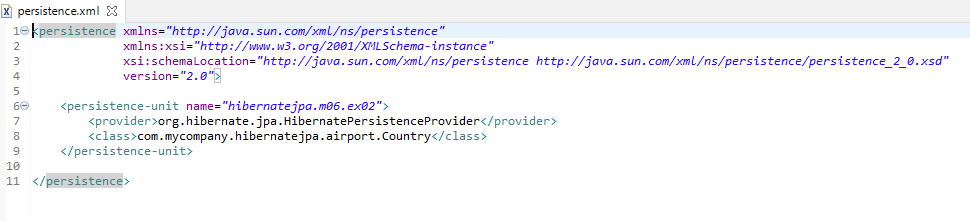 persistence.xml
1 <persistence xmlns="http://java.sun.com/xml/ns/persistence"
2 xmlns:xsi="http://www.w3.org/2001/XMLSchema-instance"
3 xsi:schemaLocation="http://java.sun.com/xml/ns/persistence http://java.sun.com/xml/ns/persistence/persistence_2_0.xsd"
4 version="2.0">
5
6 <persistence-unit name="hibernatejpa.m06.ex02">
7 <provider>org.hibernate.jpa.HibernatePersistenceProvider</provider>
8 <class>com.mycompany.hibernatejpa.airport.Country</class>
9 </persistence-unit>
10
11 </persistence>